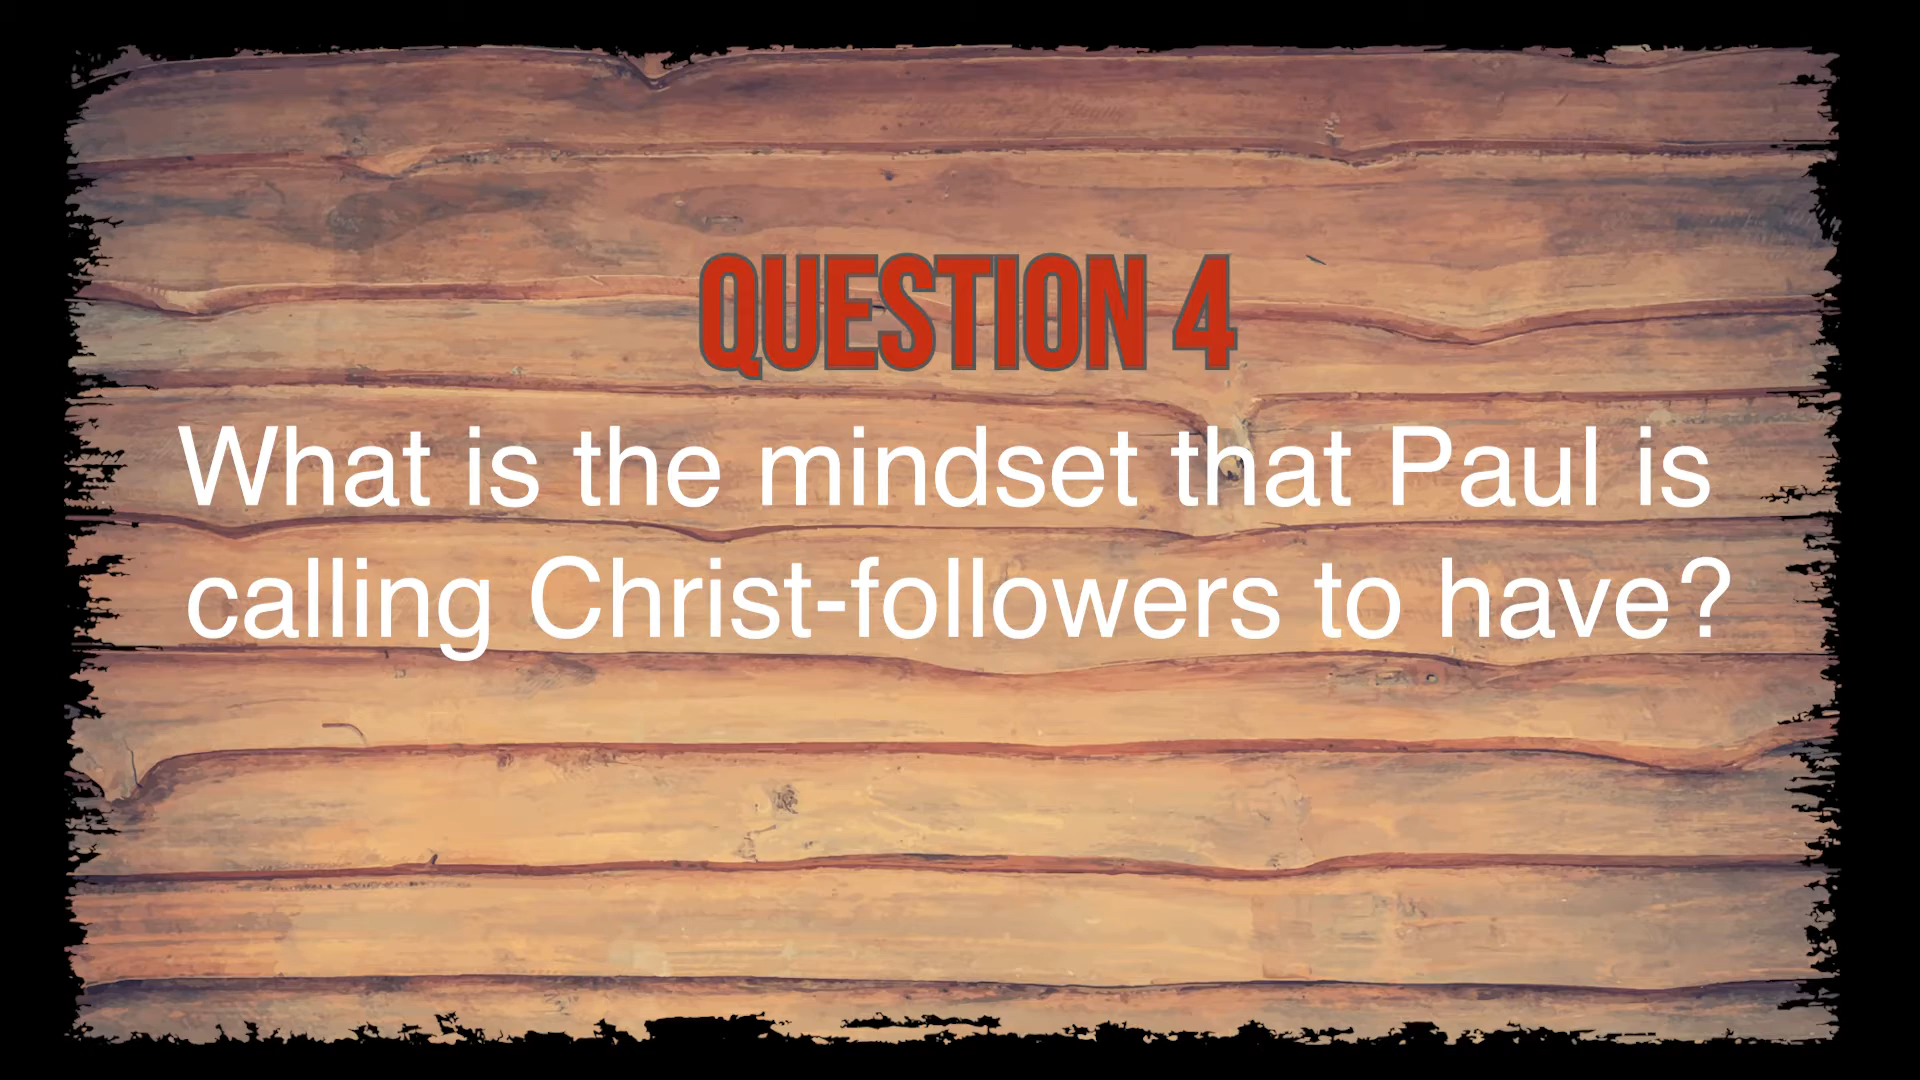 QUESTION 4
What is the mindset that Paul is
calling Christ-followers to have?